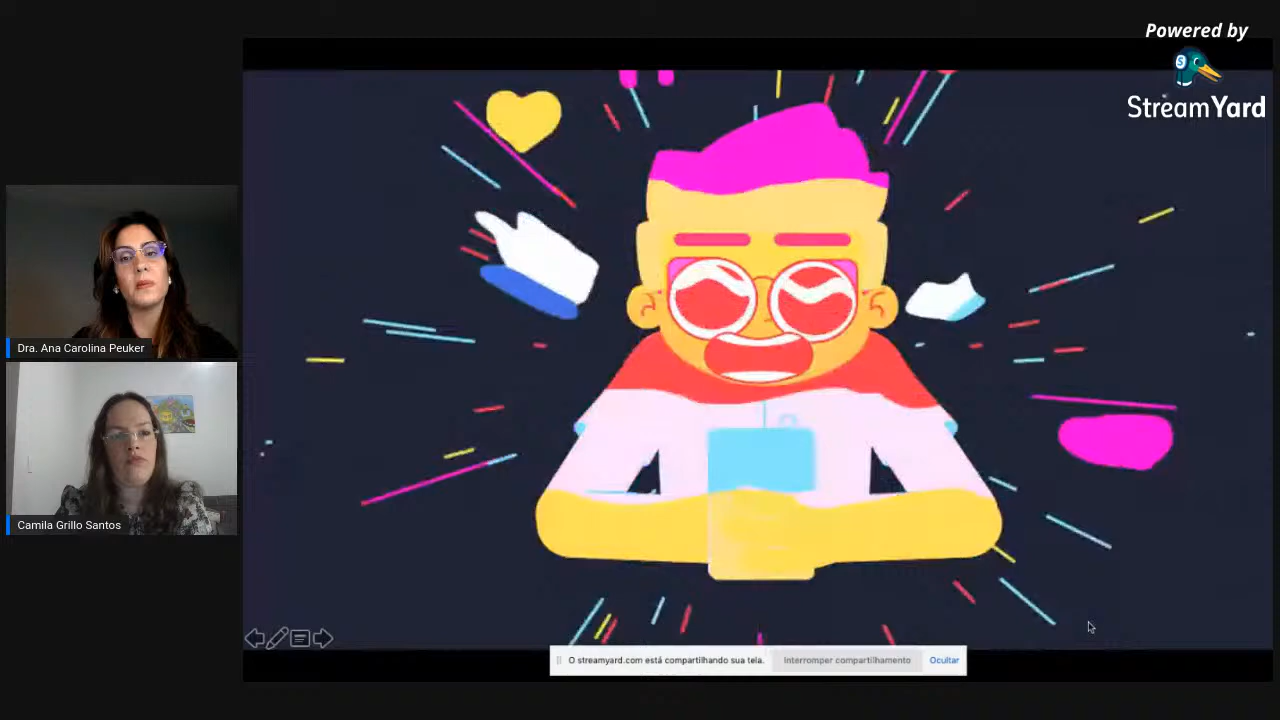 Powered by
StreamYard
Dra. Ana Carolina Peuker
Camila Grillo Santos
O streamyard.com está compartilhando sua tela.
Interromper compartilhamento
Ocultar